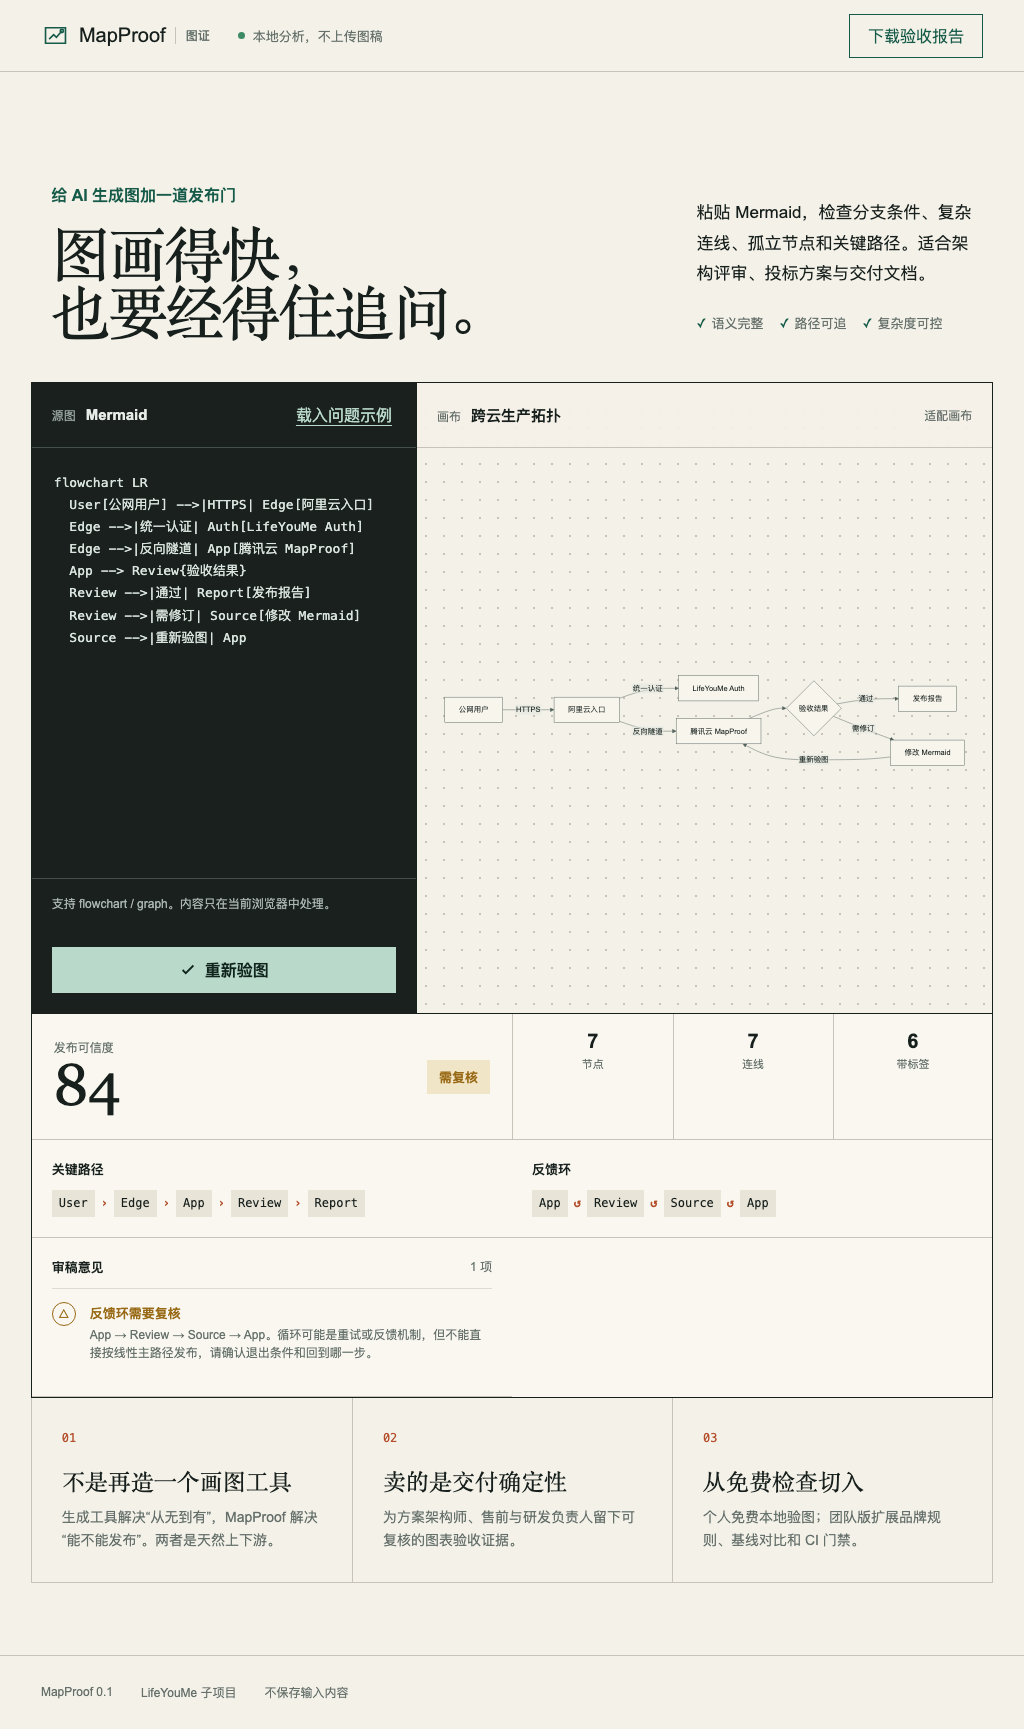 MapProof 图证 本地分析，不上传图稿 下载验收报告
给 AI 生成图加一道发布门
图画得快，
也要经得住追问。
粘贴 Mermaid，检查分支条件、复杂
连线、孤立节点和关键路径。适合架
构评审、投标方案与交付文档。
✓ 语义完整 ✓ 路径可追 ✓ 复杂度可控
源图 Mermaid 载入问题示例
flowchart LR
User[公网用户] -->|HTTPS| Edge[阿里云入口]
Edge -->|统一认证| Auth[LifeYouMe Auth]
Edge -->|反向隧道| App[腾讯云 MapProof]
App --> Review{验收结果}
Review -->|通过| Report[发布报告]
Review -->|需修订| Source[修改 Mermaid]
Source -->|重新验图| App
支持 flowchart / graph。内容只在当前浏览器中处理。
✓ 重新验图
画布 跨云生产拓扑 适配画布
公网用户
HTTPS
阿里云入口
统一认证
LifeYouMe Auth
反向隧道
腾讯云 MapProof
验收结果
通过
发布报告
需修订
修改 Mermaid
重新验图
发布可信度
84
需复核
7
节点
7
连线
6
带标签
关键路径
User › Edge › App › Review › Report
反馈环
App ↺ Review ↺ Source ↺ App
审稿意见 1 项
反馈环需要复核
App → Review → Source → App。循环可能是重试或反馈机制，但不能直
接按线性主路径发布，请确认退出条件和回到哪一步。
01
不是再造一个画图工具
生成工具解决“从无到有”，MapProof 解决
“能不能发布”。两者是天然上下游。
02
卖的是交付确定性
为方案架构师、售前与研发负责人留下可
复核的图表验收证据。
03
从免费检查切入
个人免费本地验图；团队版扩展品牌规
则、基线对比和 CI 门禁。
MapProof 0.1 LifeYouMe 子项目 不保存输入内容